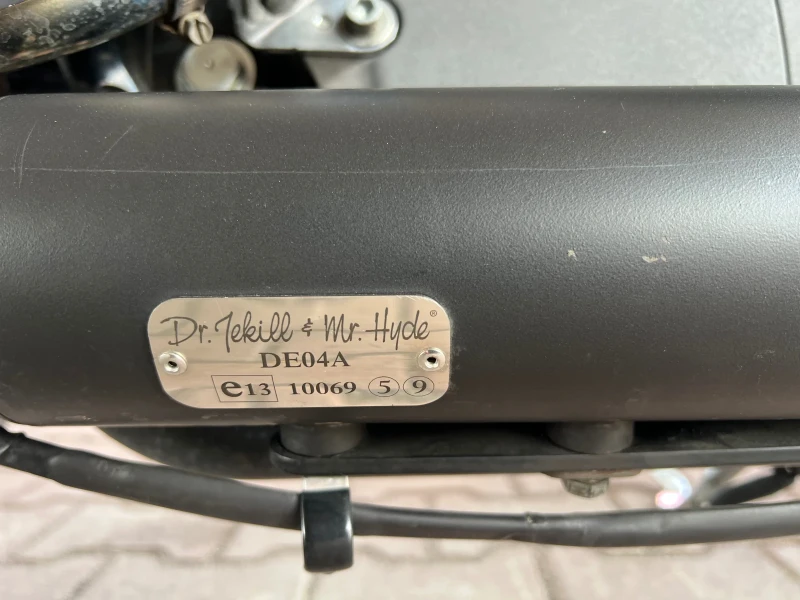 Dr. Jekill & Mr. Hyde®
DE04A
e13 10069 5 9